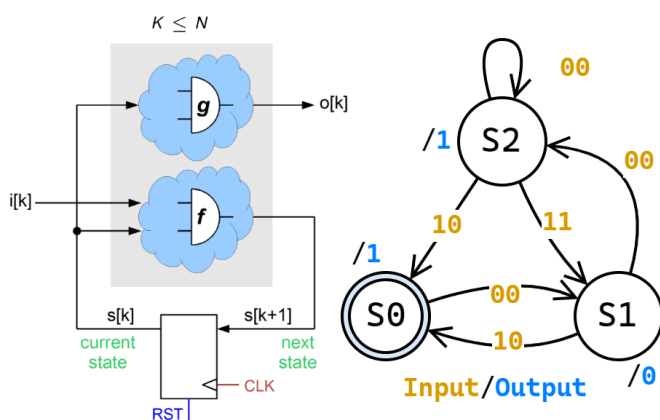 K ≤ N
g
o[k]
i[k]
f
s[k]
s[k+1]
current
state
next
state
CLK
RST
00
/1
S2
00
10
11
/1
S0
00
S1
10
/0
Input/Output